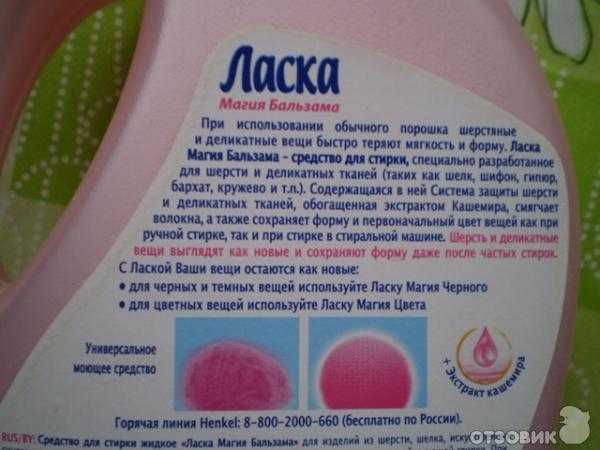 Ласка
Магия Бальзама
При использовании обычного порошка шерстяные
и деликатные вещи быстро теряют мягкость и форму. Ласка
Магия Бальзама - средство для стирки, специально разработанное
для шерсти и деликатных тканей (таких как шелк, шифон, гипюр,
бархат, кружево и т.п.). Содержащаяся в ней Система защиты шерсти
и деликатных тканей, обогащенная экстрактом Кашемира, смягчает
волокна, а также сохраняет форму и первоначальный цвет вещей как при
ручной стирке, так и при стирке в стиральной машине. Шерсть и деликатные
вещи выглядят как новые и сохраняют форму даже после частых стирок.
С Лаской Ваши вещи остаются как новые:
• для черных и темных вещей используйте Ласку Магия Черного
• для цветных вещей используйте Ласку Магия Цвета
Универсальное
моющее средство
+ Экстракт кашемира
Горячая линия Henkel: 8-800-2000-660 (бесплатно по России).
RUS/BY: Средство для стирки жидкое «Ласка Магия Бальзама» для изделий из шерсти, шелка,
отзовик